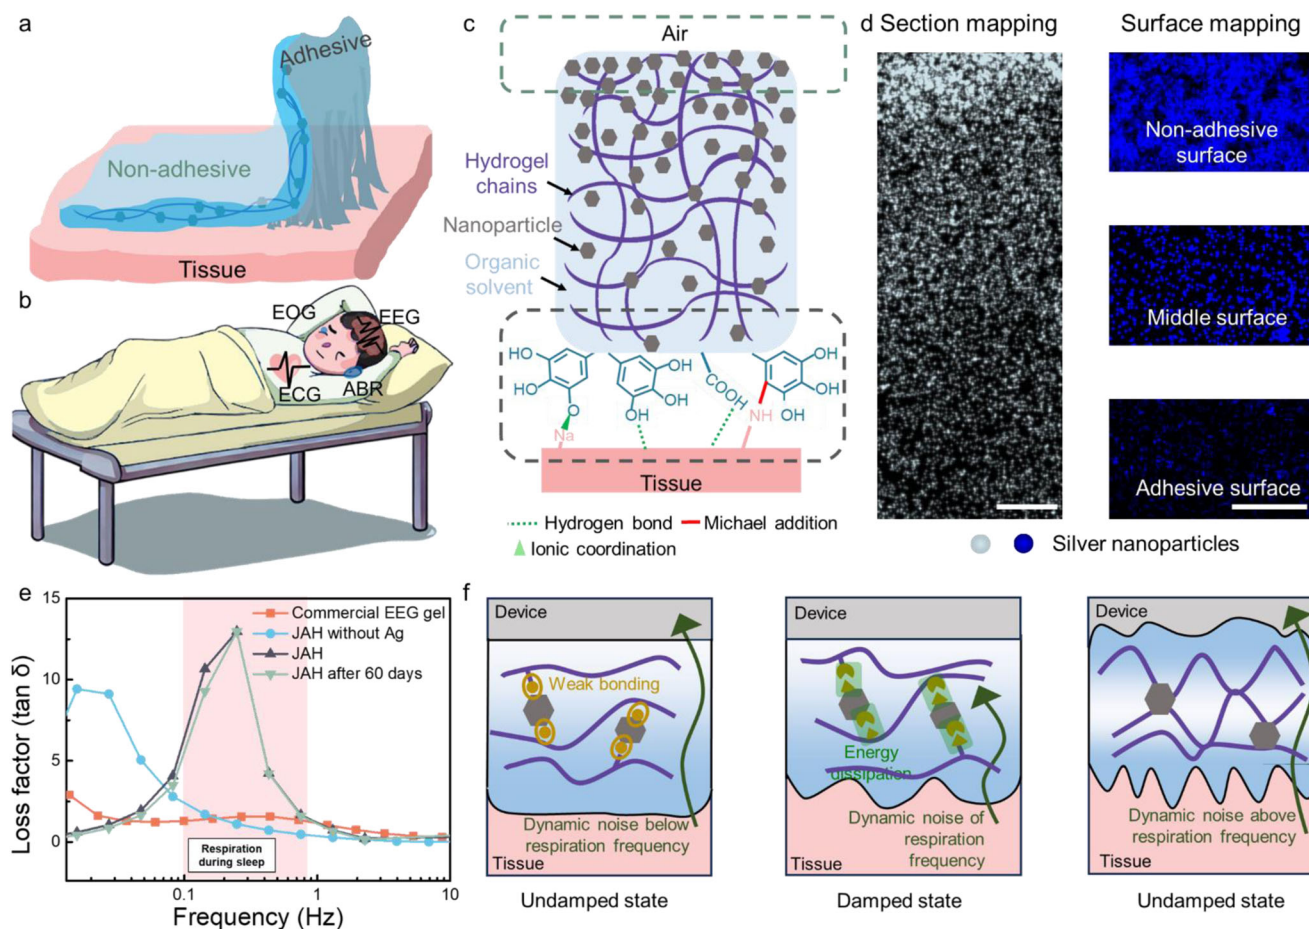 a
Adhesive
Non-adhesive
Tissue
b
EOG
EEG
ECG
ABR
c
Air
Hydrogel
chains
Nanoparticle
Organic
solvent
HO
HO
HO
O
Na
HO
OH
OH
OH
COOH
OH
OH
OH
NH
Tissue
Hydrogen bond
Michael addition
Ionic coordination
d Section mapping
Surface mapping
Non-adhesive
surface
Middle surface
Adhesive surface
Silver nanoparticles
e
15
10
5
0
Loss factor (tan δ)
Commercial EEG gel
JAH without Ag
JAH
JAH after 60 days
Respiration
during sleep
0.1
1
10
Frequency (Hz)
f
Device
Weak bonding
Dynamic noise below
respiration frequency
Tissue
Undamped state
Device
Energy
dissipation
Dynamic noise of
respiration
frequency
Tissue
Damped state
Device
Dynamic noise above
respiration frequency
Tissue
Undamped state